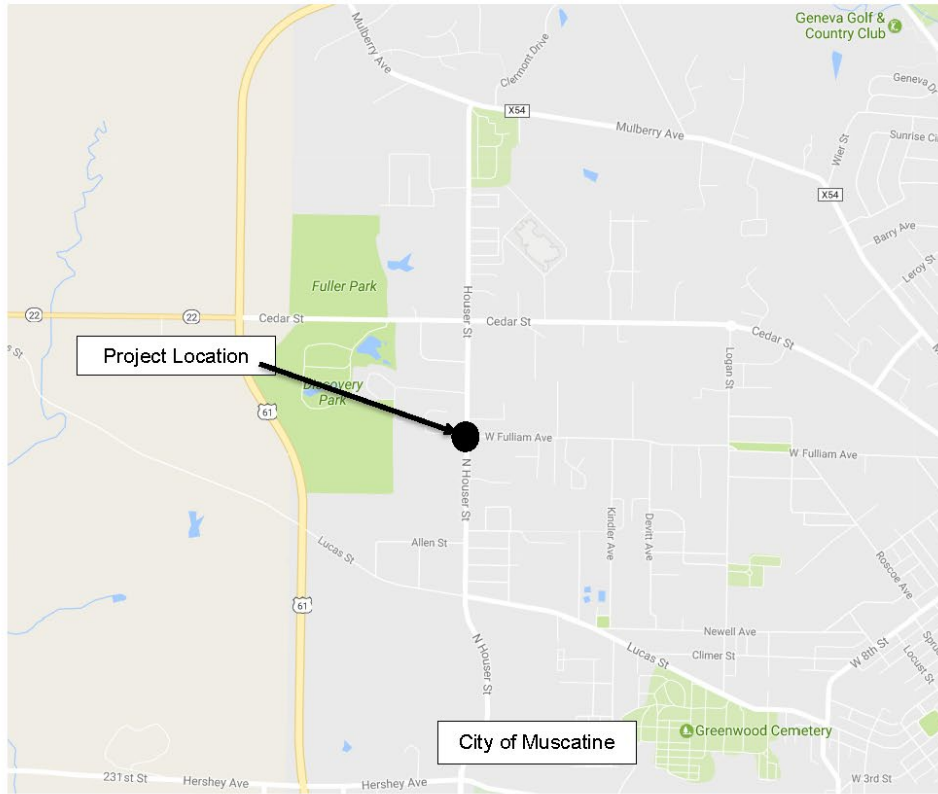 Geneva Golf &
Country Club
Mulberry Ave
Clermont Drive
X54
Mulberry Ave
Geneva Dr
Wier St
Sunrise Cir
X54
Barry Ave
Leroy St
Fuller Park
Houser St
22
22
Cedar St
Cedar St
Cedar St
Project Location
Logan St
Discovery
Park
61
W Fulliam Ave
W Fulliam Ave
N Houser St
Kindler Ave
Devitt Ave
Allen St
Lucas St
Roscoe Ave
61
Newell Ave
Climer St
W 8th St
Locust St
N Houser St
Lucas St
City of Muscatine
Greenwood Cemetery
231st St
Hershey Ave
Hershey Ave
W 3rd St